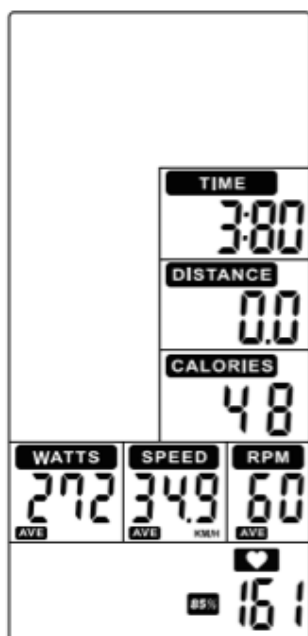 TIME
3:80
DISTANCE
0.0
CALORIES
48
WATTS SPEED RPM
272 34.9 60
AVE AVE KM/H AVE
85% 161